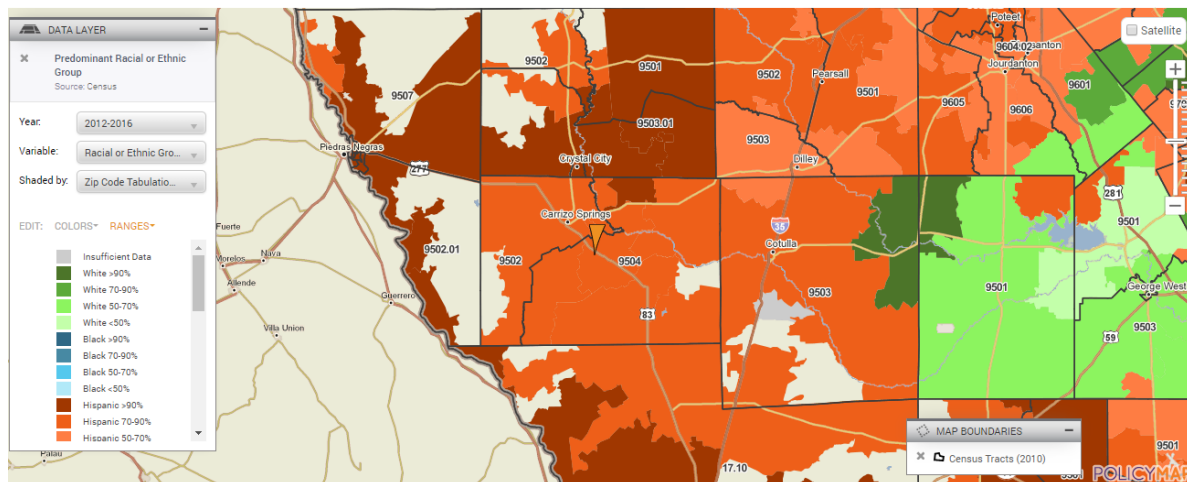 DATA LAYER
Predominant Racial or Ethnic
Group
Source: Census
Year:
2012-2016
Variable:
Racial or Ethnic Gro...
Shaded by:
Zip Code Tabulatio...
EDIT: COLORS RANGES
Insufficient Data
White >90%
White 70-90%
White 50-70%
White <50%
Black >90%
Black 70-90%
Black 50-70%
Black <50%
Hispanic >90%
Hispanic 70-90%
Hispanic 50-70%
Satellite
Poteet
9604.02
Jourdanton
9502
9501
9502
Pearsall
9501
9605
9606
9601
9507
9503.01
9503
Piedras Negras
277
Crystal City
Dilley
281
Carrizo Springs
35
9501
Fuerte
9502.01
9502
9504
Cotulla
Morelos
Nava
Allende
Guerrero
9503
9501
George West
83
9503
59
Villa Union
MAP BOUNDARIES
Census Tracts (2010)
17.10
9501
Palau
POLICYMAP